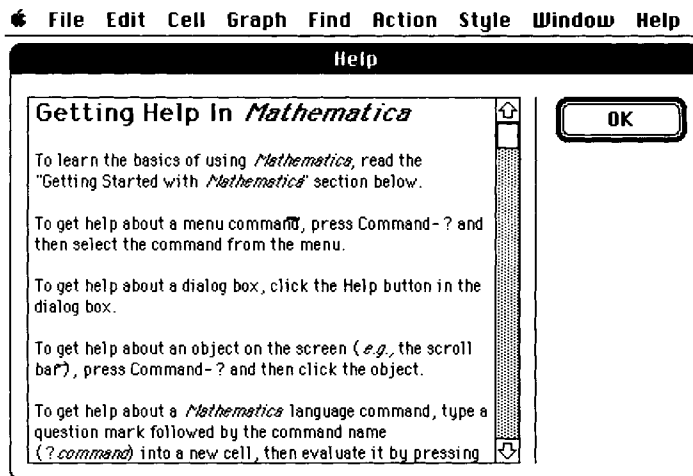 File Edit Cell Graph Find Action Style Window Help
Help
Getting Help In Mathematica
OK
To learn the basics of using Mathematica, read the
"Getting Started with Mathematica" section below.
To get help about a menu command, press Command-? and
then select the command from the menu.
To get help about a dialog box, click the Help button in the
dialog box.
To get help about an object on the screen (e.g., the scroll
bar), press Command-? and then click the object.
To get help about a Mathematica language command, type a
question mark followed by the command name
(?command) into a new cell, then evaluate it by pressing